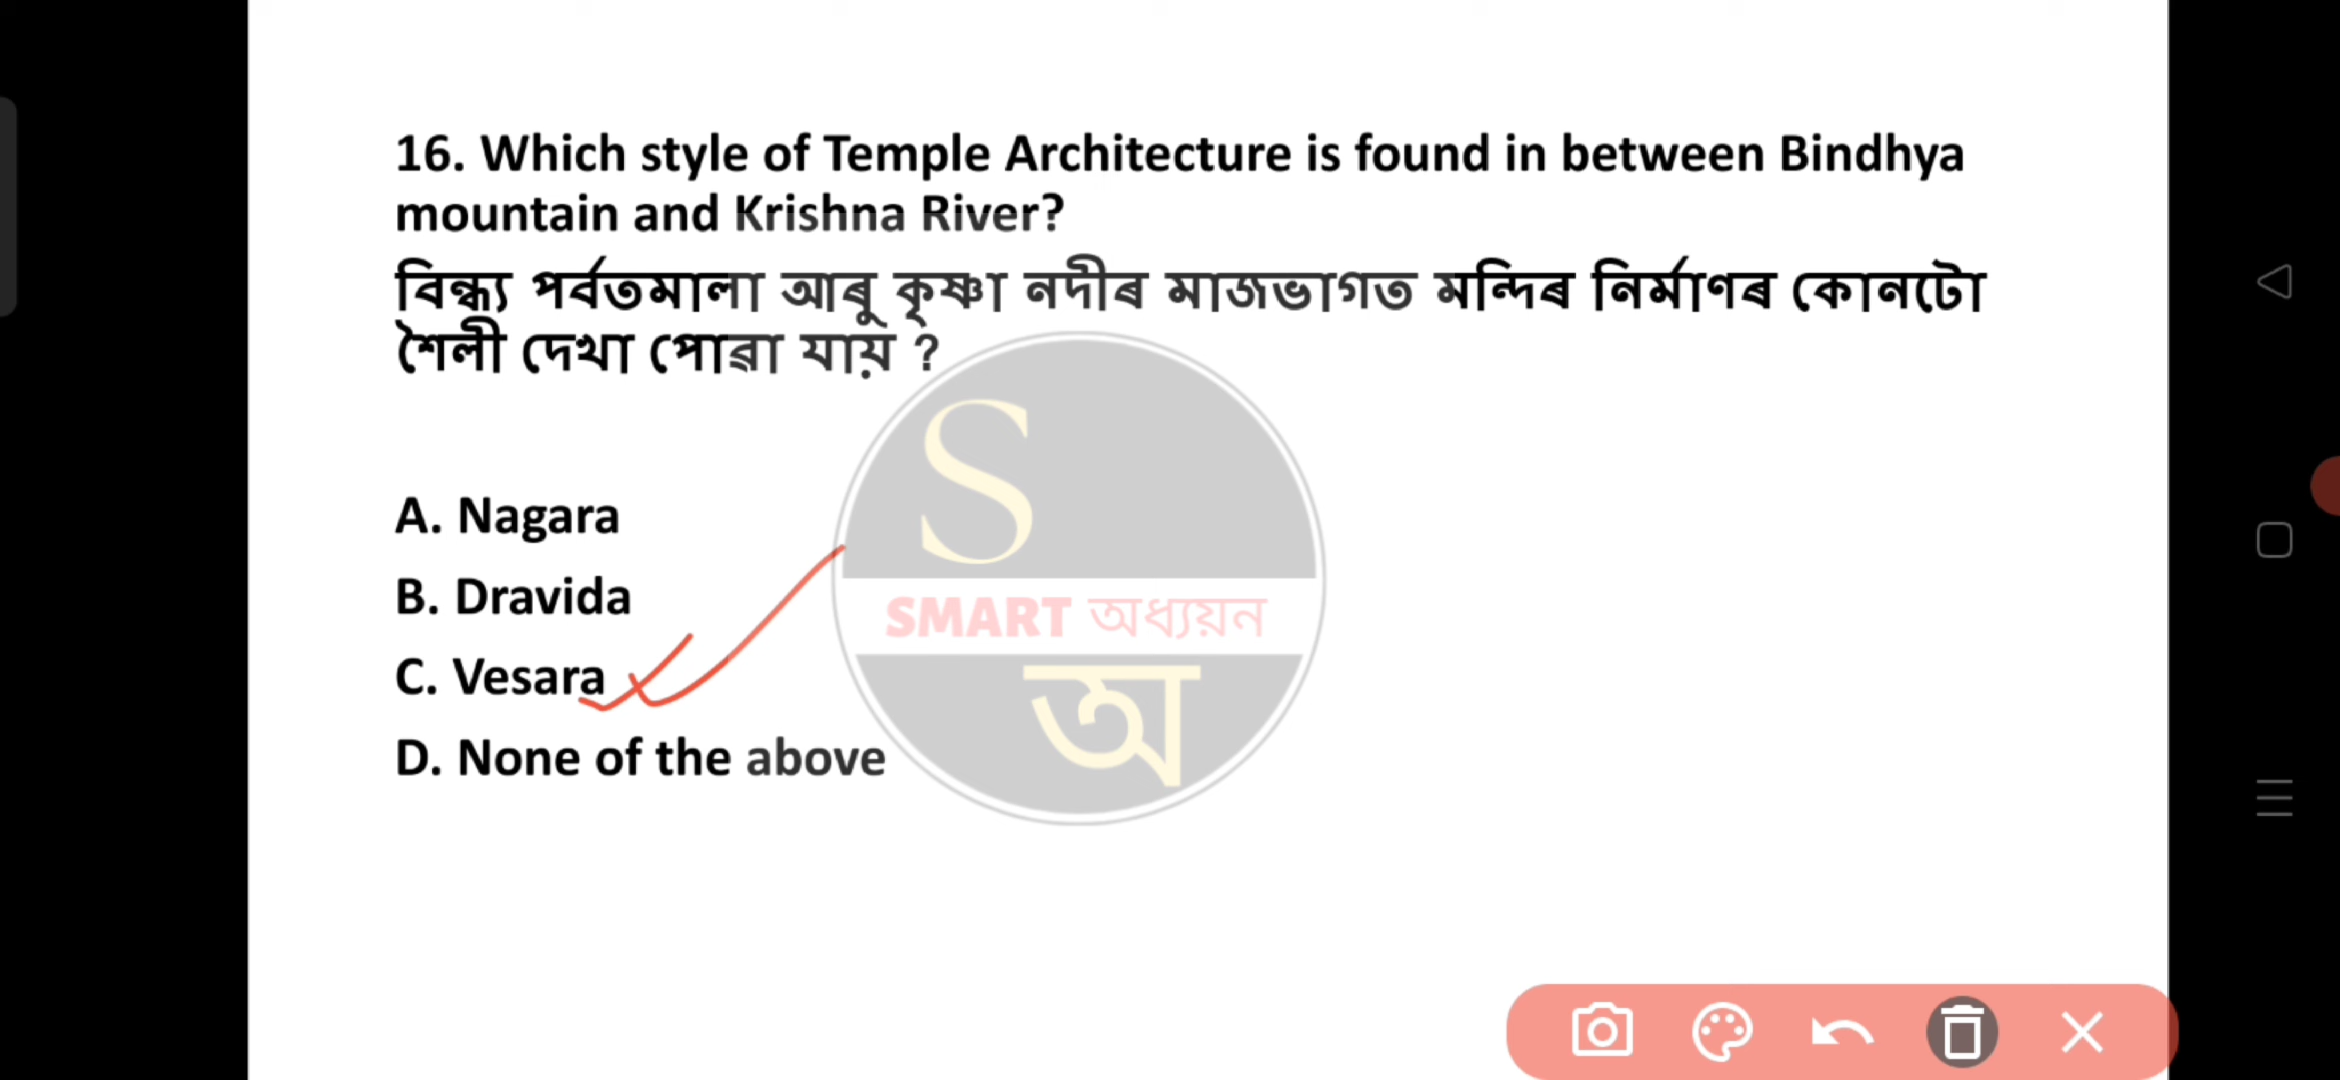 16. Which style of Temple Architecture is found in between Bindhya
mountain and Krishna River?
বিন্ধ্য পৰ্বতমালা আৰু কৃষ্ণা নদীৰ মাজভাগত মন্দিৰ নিৰ্মাণৰ কোনটো
শৈলী দেখা পোৱা যায় ?
A. Nagara
B. Dravida
C. Vesara
D. None of the above
S
SMART অধ্যয়ন
অ